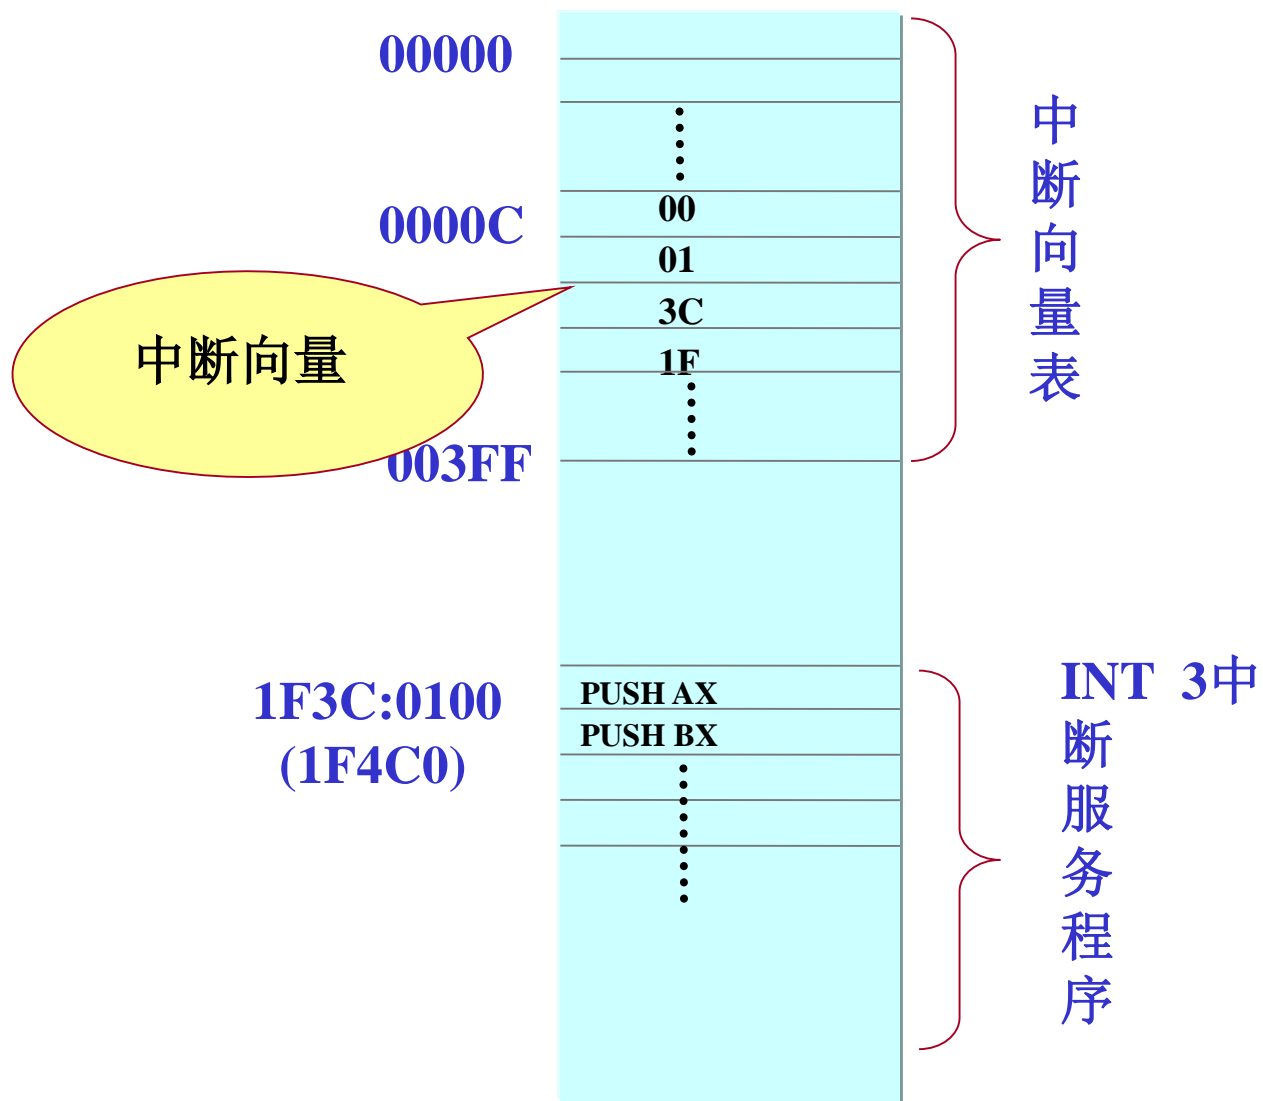 00000
中断向量表
00
0000C
01
3C
中断向量
1F
003FF
INT 3中断服务程序
1F3C:0100
PUSH AX
PUSH BX
(1F4C0)